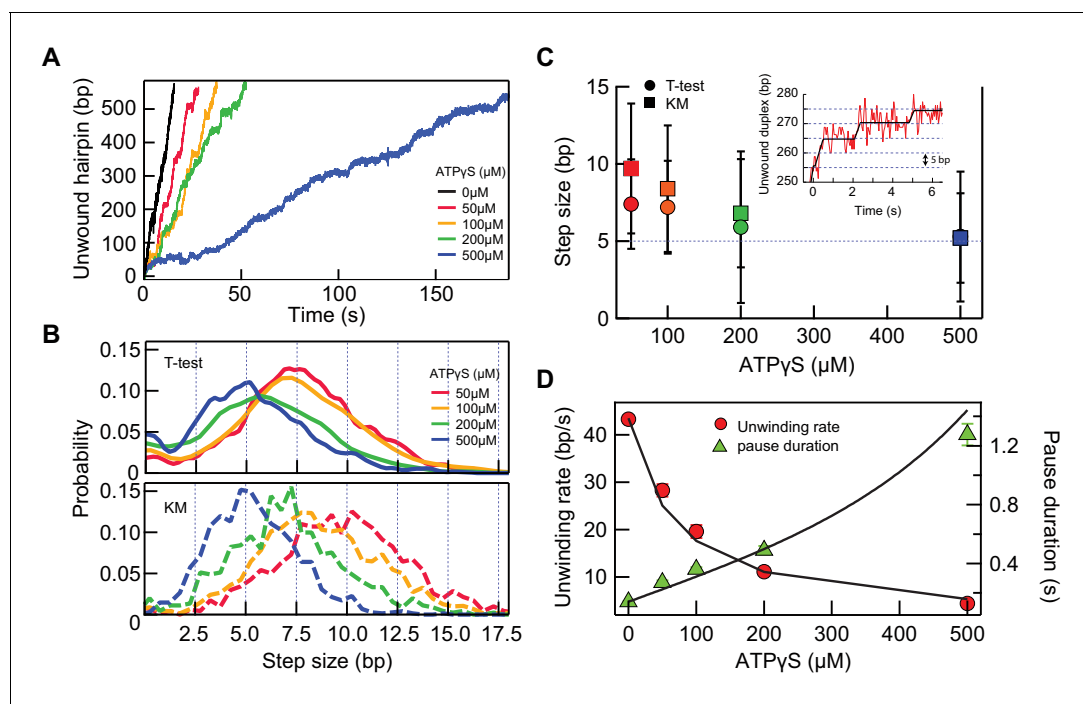 A
Unwound hairpin (bp)
500
400
300
200
100
0
0
50
100
150
Time (s)
ATPγS (μM)
0μM
50μM
100μM
200μM
500μM
B
Probability
0.15
0.10
0.05
0
T-test
ATPγS (μM)
50μM
100μM
200μM
500μM
0.15
0.10
0.05
0
KM
2.5
5.0
7.5
10.0
12.5
15.0
17.5
Step size (bp)
C
Step size (bp)
15
10
5
0
T-test
KM
Unwound duplex (bp)
280
270
260
250
5 bp
0
2
4
6
Time (s)
100
200
300
400
500
ATPγS (μM)
D
Unwinding rate (bp/s)
40
30
20
10
Unwinding rate
pause duration
1.2
0.8
0.4
Pause duration (s)
0
100
200
300
400
500
ATPγS (μM)